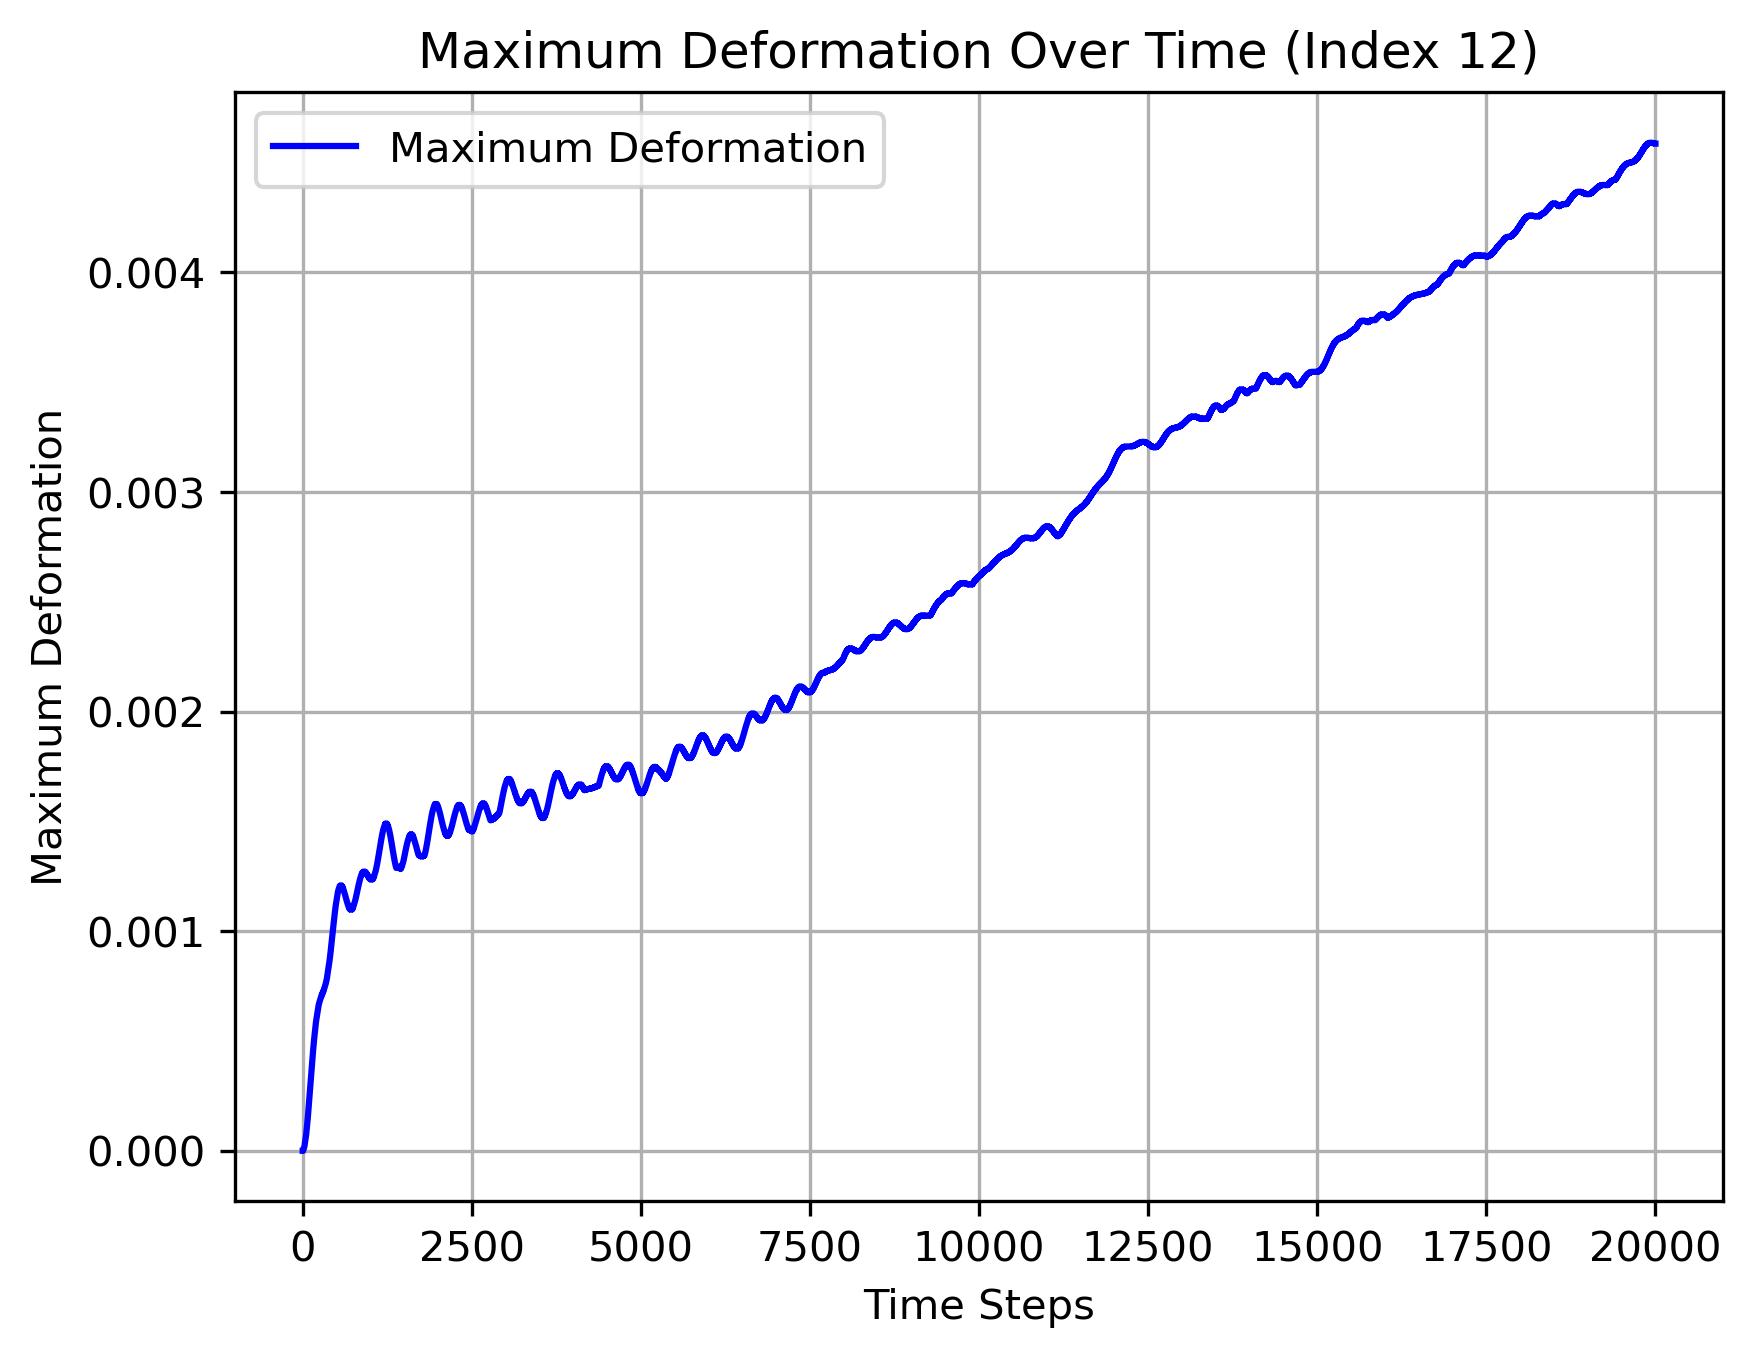 Maximum Deformation Over Time (Index 12)
Maximum Deformation
Maximum Deformation
0.004
0.003
0.002
0.001
0.000
0 2500 5000 7500 10000 12500 15000 17500 20000
Time Steps